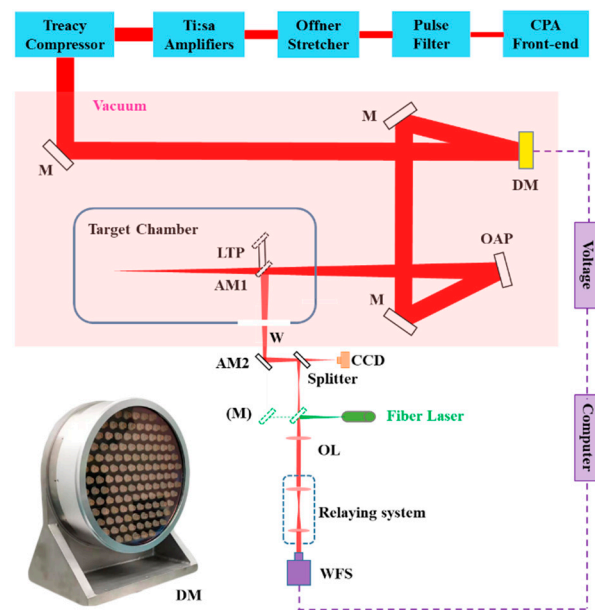 Treacy
Compressor
Ti:sa
Amplifiers
Offner
Stretcher
Pulse
Filter
CPA
Front-end
Vacuum
M
M
DM
Target Chamber
LTP
AM1
OAP
M
Voltage
W
AM2
CCD
Splitter
(M)
Fiber Laser
OL
Computer
Relaying system
WFS
DM